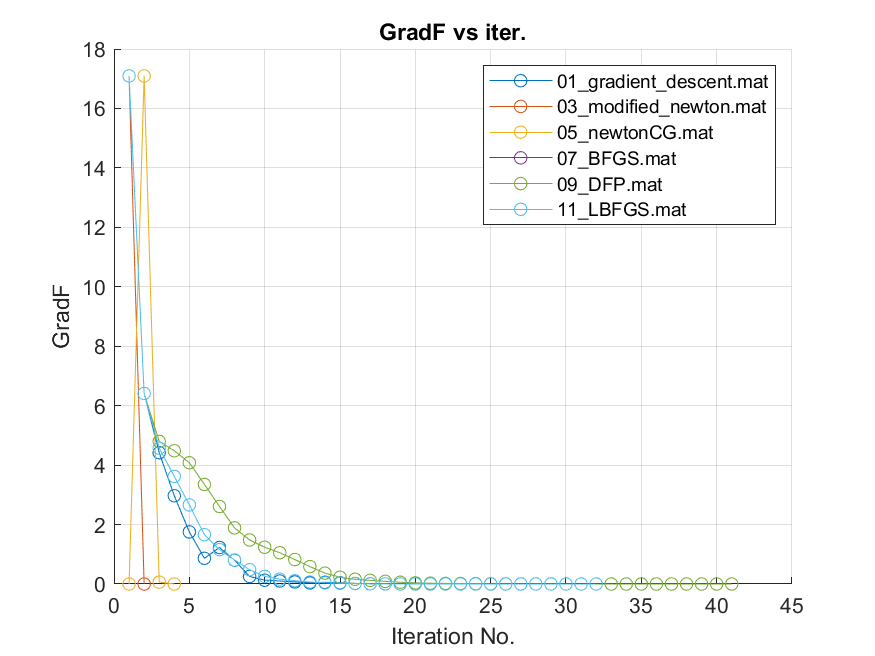 GradF vs iter.
18
16
14
12
10
8
6
4
2
0
GradF
01_gradient_descent.mat
03_modified_newton.mat
05_newtonCG.mat
07_BFGS.mat
09_DFP.mat
11_LBFGS.mat
0 5 10 15 20 25 30 35 40 45
Iteration No.